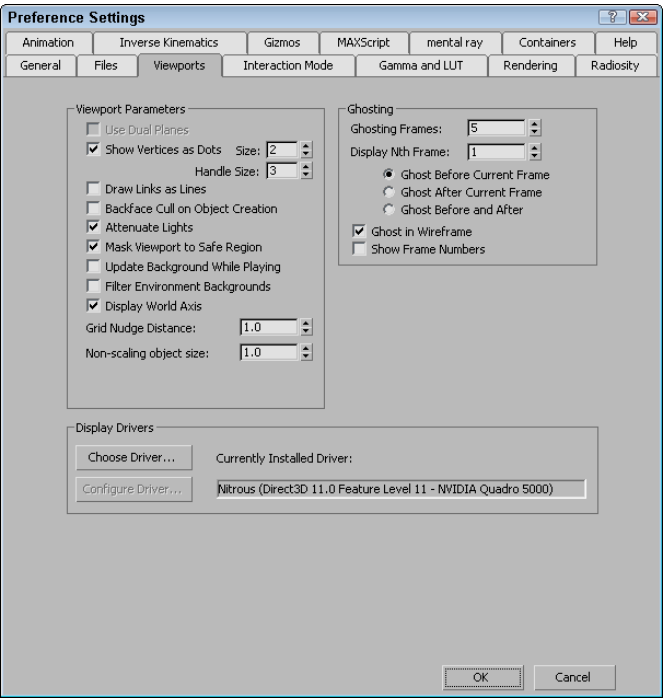 Preference Settings
Animation Inverse Kinematics Gizmos MAXScript mental ray Containers Help
General Files Viewports Interaction Mode Gamma and LUT Rendering Radiosity
Viewport Parameters
Use Dual Planes
Show Vertices as Dots Size: 2
Handle Size: 3
Draw Links as Lines
Backface Cull on Object Creation
Attenuate Lights
Mask Viewport to Safe Region
Update Background While Playing
Filter Environment Backgrounds
Display World Axis
Grid Nudge Distance: 1.0
Non-scaling object size: 1.0
Ghosting
Ghosting Frames: 5
Display Nth Frame: 1
Ghost Before Current Frame
Ghost After Current Frame
Ghost Before and After
Ghost in Wireframe
Show Frame Numbers
Display Drivers
Choose Driver... Currently Installed Driver:
Configure Driver... Nitrous (Direct3D 11.0 Feature Level 11 - NVIDIA Quadro 5000)
OK Cancel